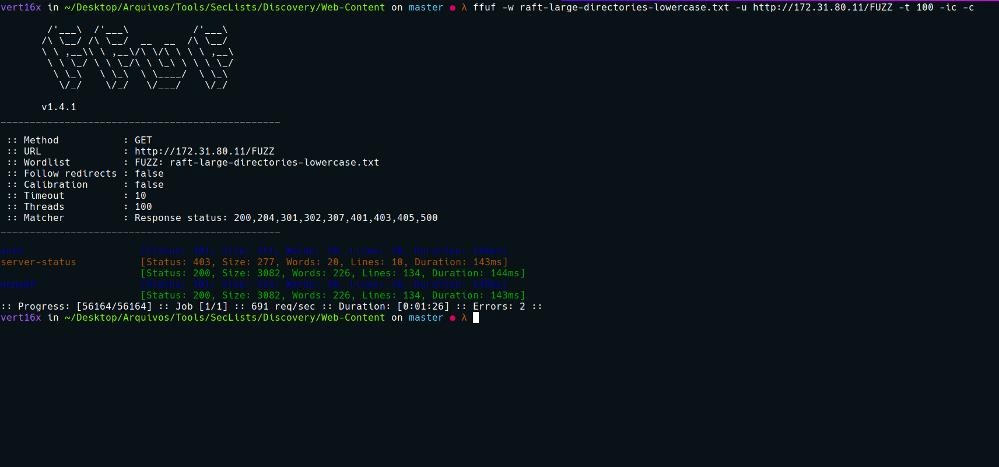 vert16x in ~/Desktop/Arquivos/Tools/SecLists/Discovery/Web-Content on master ● λ ffuf -w raft-large-directories-lowercase.txt -u http://172.31.80.11/FUZZ -t 100 -ic -c
        /'___\  /'___\           /'___\
       /\ \__/ /\ \__/  __  __  /\ \__/
       \ \ ,__\\ \ ,__\/\ \/\ \ \ \ ,__\
        \ \ \_/ \ \ \_/\ \ \_\ \ \ \ \_/
         \ \_\   \ \_\  \ \____/  \ \_\
          \/_/    \/_/   \/___/    \/_/
       v1.4.1
________________________________________________
 :: Method           : GET
 :: URL              : http://172.31.80.11/FUZZ
 :: Wordlist         : FUZZ: raft-large-directories-lowercase.txt
 :: Follow redirects : false
 :: Calibration      : false
 :: Timeout          : 10
 :: Threads          : 100
 :: Matcher          : Response status: 200,204,301,302,307,401,403,405,500
________________________________________________
auth                    [Status: 301, Size: 311, Words: 20, Lines: 10, Duration: 144ms]
server-status           [Status: 403, Size: 277, Words: 20, Lines: 10, Duration: 143ms]
                        [Status: 200, Size: 3082, Words: 226, Lines: 134, Duration: 144ms]
dompdf                  [Status: 301, Size: 313, Words: 20, Lines: 10, Duration: 145ms]
                        [Status: 200, Size: 3082, Words: 226, Lines: 134, Duration: 143ms]
:: Progress: [56164/56164] :: Job [1/1] :: 691 req/sec :: Duration: [0:01:26] :: Errors: 2 ::
vert16x in ~/Desktop/Arquivos/Tools/SecLists/Discovery/Web-Content on master ● λ